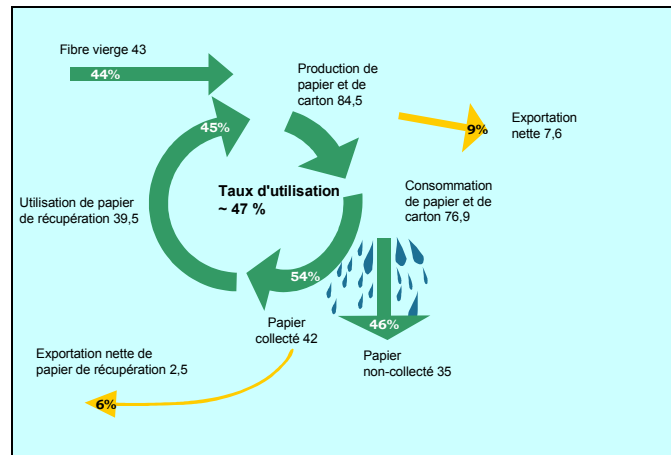 Fibre vierge 43
44%
Production de
papier et de
carton 84,5
9%
Exportation
nette 7,6
45%
Taux d'utilisation
~ 47 %
Utilisation de papier
de récupération 39,5
Consommation
de papier et de
carton 76,9
54%
46%
Papier
collecté 42
Papier
non-collecté 35
Exportation nette de
papier de récupération 2,5
6%